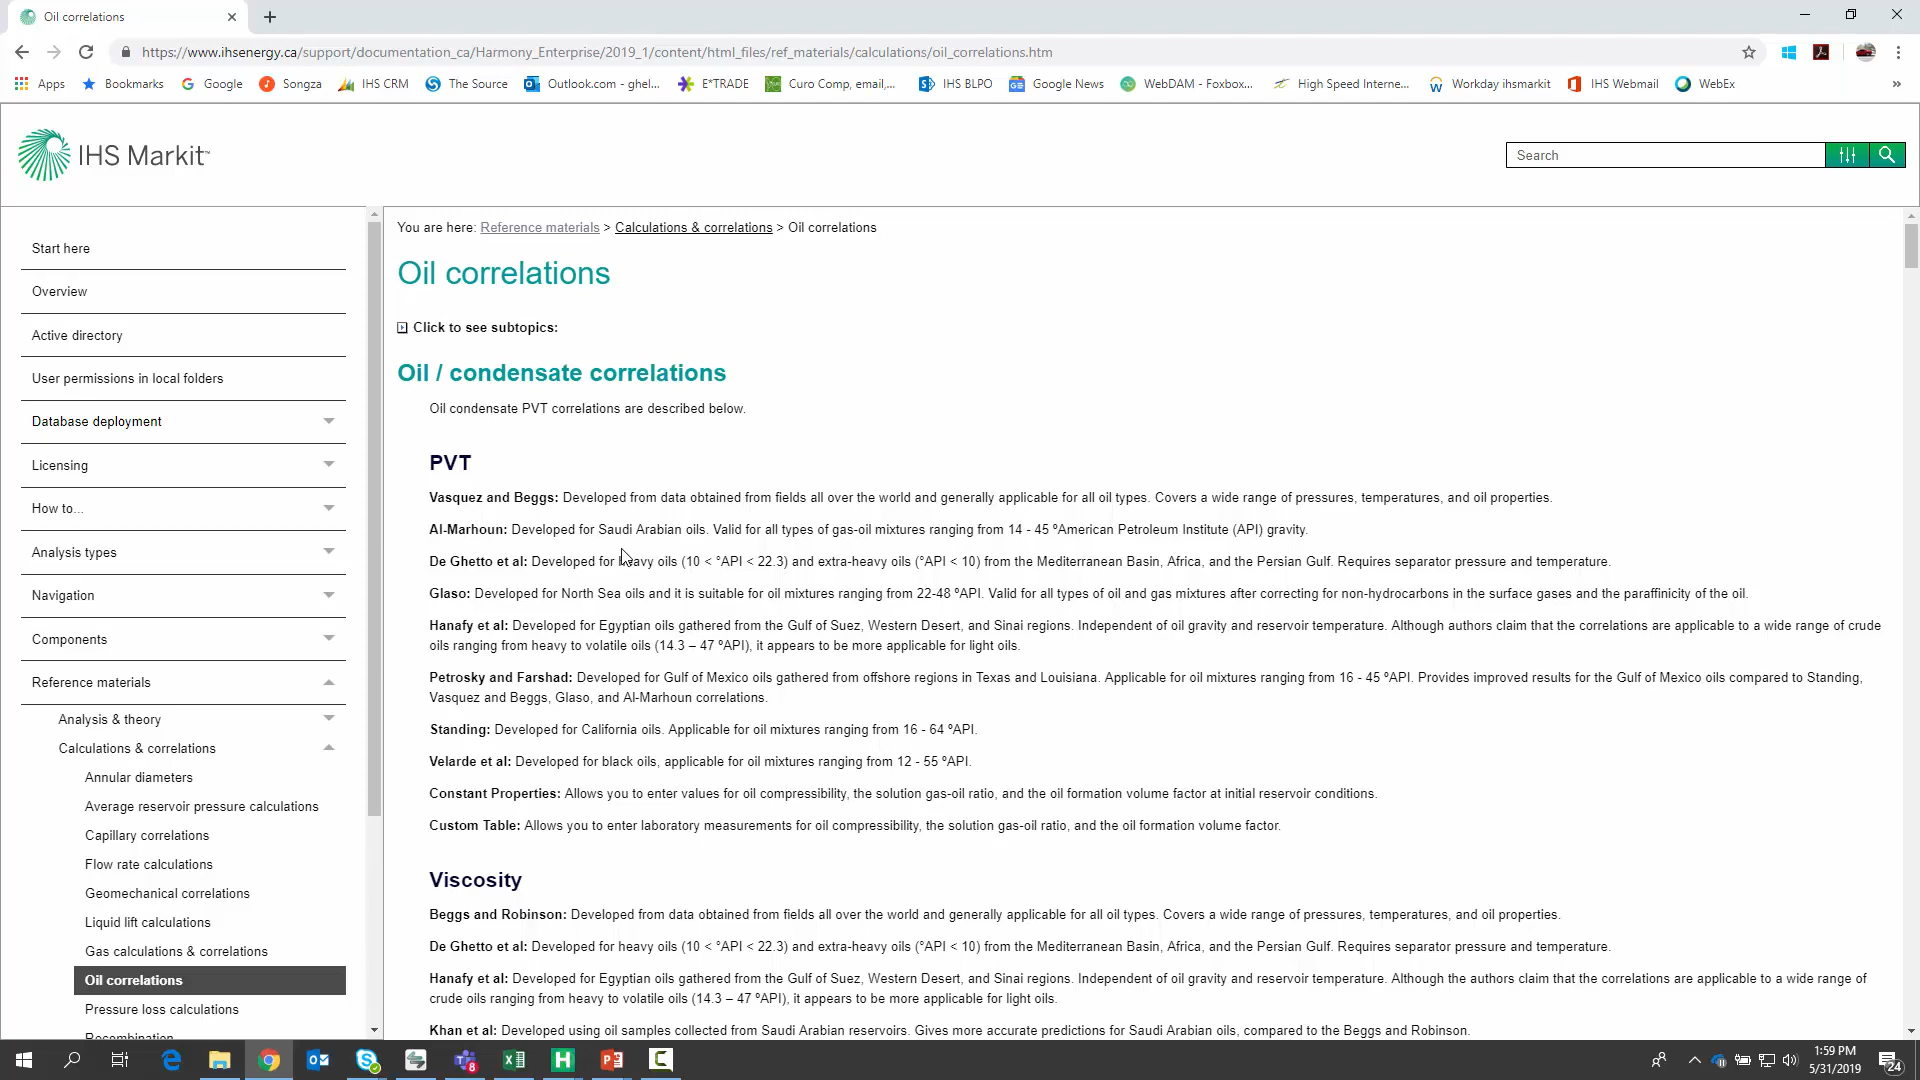 Oil correlations
https://www.ihsenergy.ca/support/documentation_ca/Harmony_Enterprise/2019_1/content/html_files/ref_materials/calculations/oil_correlations.htm
Apps Bookmarks Google Songza IHS CRM The Source Outlook.com - ghel... E*TRADE Curo Comp, email,... IHS BLPO Google News WebDAM - Foxbox... High Speed Interne... Workday ihsmarkit IHS Webmail WebEx »
IHS Markit™
Search
Start here
Overview
Active directory
User permissions in local folders
Database deployment
Licensing
How to...
Analysis types
Navigation
Components
Reference materials
Analysis & theory
Calculations & correlations
Annular diameters
Average reservoir pressure calculations
Capillary correlations
Flow rate calculations
Geomechanical correlations
Liquid lift calculations
Gas calculations & correlations
Oil correlations
Pressure loss calculations
Recombination
You are here: Reference materials > Calculations & correlations > Oil correlations
Oil correlations
Click to see subtopics:
Oil / condensate correlations
Oil condensate PVT correlations are described below.
PVT
Vasquez and Beggs: Developed from data obtained from fields all over the world and generally applicable for all oil types. Covers a wide range of pressures, temperatures, and oil properties.
Al-Marhoun: Developed for Saudi Arabian oils. Valid for all types of gas-oil mixtures ranging from 14 - 45 ºAmerican Petroleum Institute (API) gravity.
De Ghetto et al: Developed for heavy oils (10 < °API < 22.3) and extra-heavy oils (°API < 10) from the Mediterranean Basin, Africa, and the Persian Gulf. Requires separator pressure and temperature.
Glaso: Developed for North Sea oils and it is suitable for oil mixtures ranging from 22-48 ºAPI. Valid for all types of oil and gas mixtures after correcting for non-hydrocarbons in the surface gases and the paraffinicity of the oil.
Hanafy et al: Developed for Egyptian oils gathered from the Gulf of Suez, Western Desert, and Sinai regions. Independent of oil gravity and reservoir temperature. Although authors claim that the correlations are applicable to a wide range of crude
oils ranging from heavy to volatile oils (14.3 – 47 ºAPI), it appears to be more applicable for light oils.
Petrosky and Farshad: Developed for Gulf of Mexico oils gathered from offshore regions in Texas and Louisiana. Applicable for oil mixtures ranging from 16 - 45 ºAPI. Provides improved results for the Gulf of Mexico oils compared to Standing,
Vasquez and Beggs, Glaso, and Al-Marhoun correlations.
Standing: Developed for California oils. Applicable for oil mixtures ranging from 16 - 64 ºAPI.
Velarde et al: Developed for black oils, applicable for oil mixtures ranging from 12 - 55 ºAPI.
Constant Properties: Allows you to enter values for oil compressibility, the solution gas-oil ratio, and the oil formation volume factor at initial reservoir conditions.
Custom Table: Allows you to enter laboratory measurements for oil compressibility, the solution gas-oil ratio, and the oil formation volume factor.
Viscosity
Beggs and Robinson: Developed from data obtained from fields all over the world and generally applicable for all oil types. Covers a wide range of pressures, temperatures, and oil properties.
De Ghetto et al: Developed for heavy oils (10 < °API < 22.3) and extra-heavy oils (°API < 10) from the Mediterranean Basin, Africa, and the Persian Gulf. Requires separator pressure and temperature.
Hanafy et al: Developed for Egyptian oils gathered from the Gulf of Suez, Western Desert, and Sinai regions. Independent of oil gravity and reservoir temperature. Although the authors claim that the correlations are applicable to a wide range of
crude oils ranging from heavy to volatile oils (14.3 – 47 ºAPI), it appears to be more applicable for light oils.
Khan et al: Developed using oil samples collected from Saudi Arabian reservoirs. Gives more accurate predictions for Saudi Arabian oils, compared to the Beggs and Robinson.
1:59 PM
5/31/2019
24